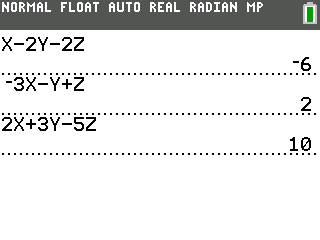 NORMAL FLOAT AUTO REAL RADIAN MP
X-2Y-2Z
⁻6
⁻3X-Y+Z
2
2X+3Y-5Z
10